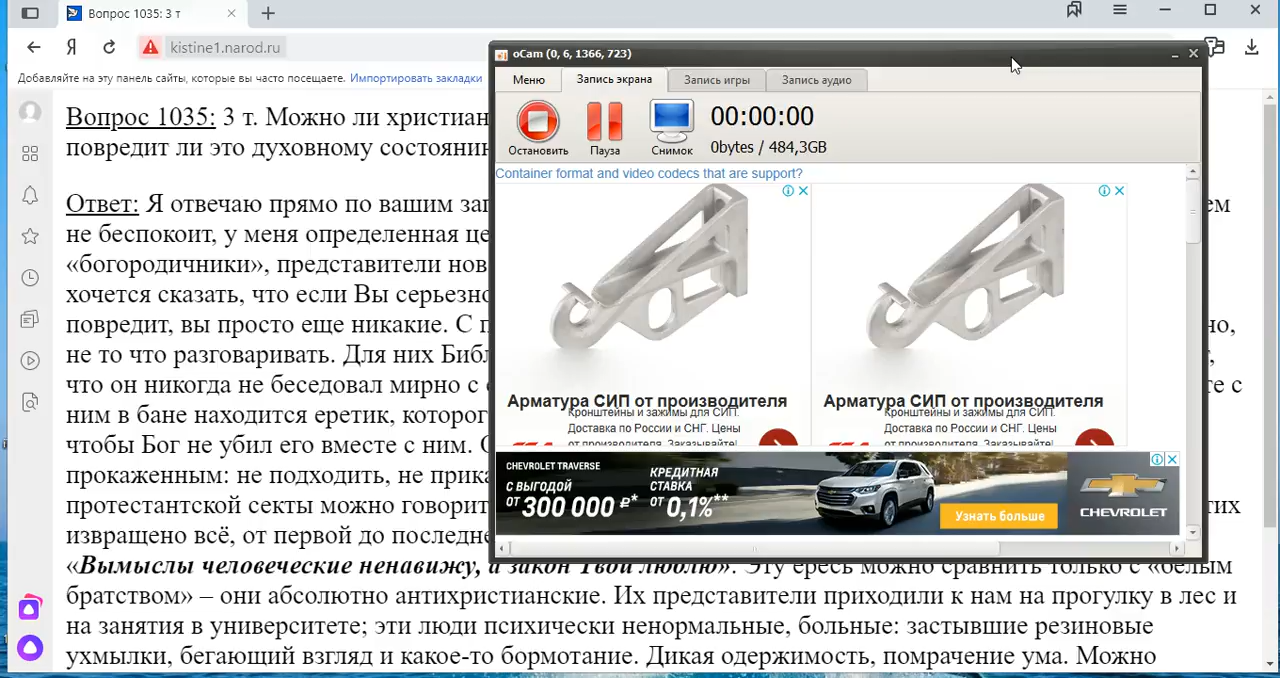 Вопрос 1035: 3 т
kistine1.narod.ru
Добавляйте на эту панель сайты, которые вы часто посещаете. Импортировать закладки
oCam (0, 6, 1366, 723)
Меню Запись экрана Запись игры Запись аудио
00:00:00
0bytes / 484,3GB
Остановить Пауза Снимок
Container format and video codecs that are support?
Арматура СИП от производителя
Кронштейны и зажимы для СИП.
Доставка по России и СНГ. Цены
от производителя. Заказывайте!
Арматура СИП от производителя
Кронштейны и зажимы для СИП.
Доставка по России и СНГ. Цены
от производителя. Заказывайте!
CHEVROLET TRAVERSE
С ВЫГОДОЙ
ОТ 300 000 ₽*
КРЕДИТНАЯ
СТАВКА
ОТ 0,1%**
Узнать больше
CHEVROLET
Вопрос 1035: 3 т. Можно ли христиан
повредит ли это духовному состояни
Ответ: Я отвечаю прямо по вашим за
не беспокоит, у меня определенная це
«богородичники», представители нов
хочется сказать, что если Вы серьезно
повредит, вы просто еще никакие. С но,
не то что разговаривать. Для них Биб
что он никогда не беседовал мирно с те с
ним в бане находится еретик, которог
чтобы Бог не убил его вместе с ним.
прокаженным: не подходить, не прик
протестантской секты можно говорит тих
извращено всё, от первой до последне
«Вымыслы человеческие ненавижу, а закон Твой люблю». Эту ересь можно сравнить только с «белым
братством» – они абсолютно антихристианские. Их представители приходили к нам на прогулку в лес и
на занятия в университете; эти люди психически ненормальные, больные: застывшие резиновые
ухмылки, бегающий взгляд и какое-то бормотание. Дикая одержимость, помрачение ума. Можно